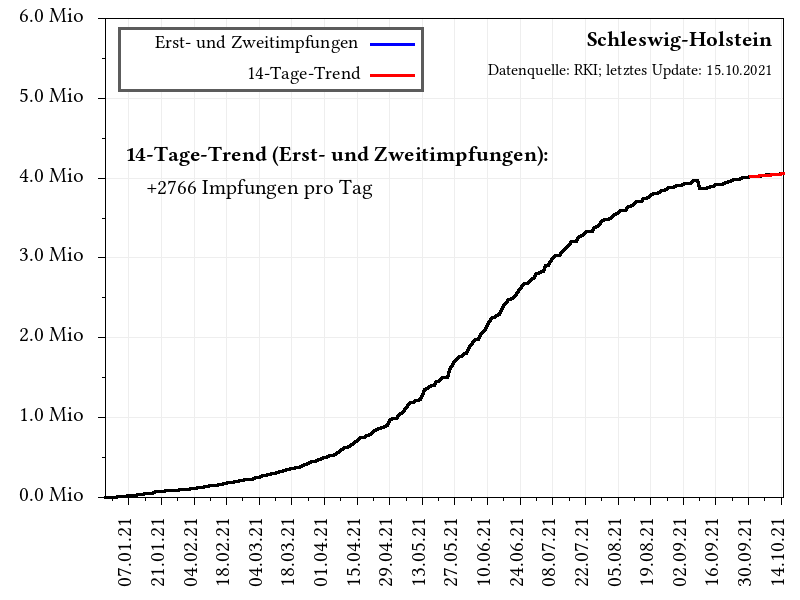 6.0 Mio
5.0 Mio
4.0 Mio
3.0 Mio
2.0 Mio
1.0 Mio
0.0 Mio
Erst- und Zweitimpfungen
14-Tage-Trend
Schleswig-Holstein
Datenquelle: RKI; letztes Update: 15.10.2021
14-Tage-Trend (Erst- und Zweitimpfungen):
+2766 Impfungen pro Tag
07.01.21
21.01.21
04.02.21
18.02.21
04.03.21
18.03.21
01.04.21
15.04.21
29.04.21
13.05.21
27.05.21
10.06.21
24.06.21
08.07.21
22.07.21
05.08.21
19.08.21
02.09.21
16.09.21
30.09.21
14.10.21